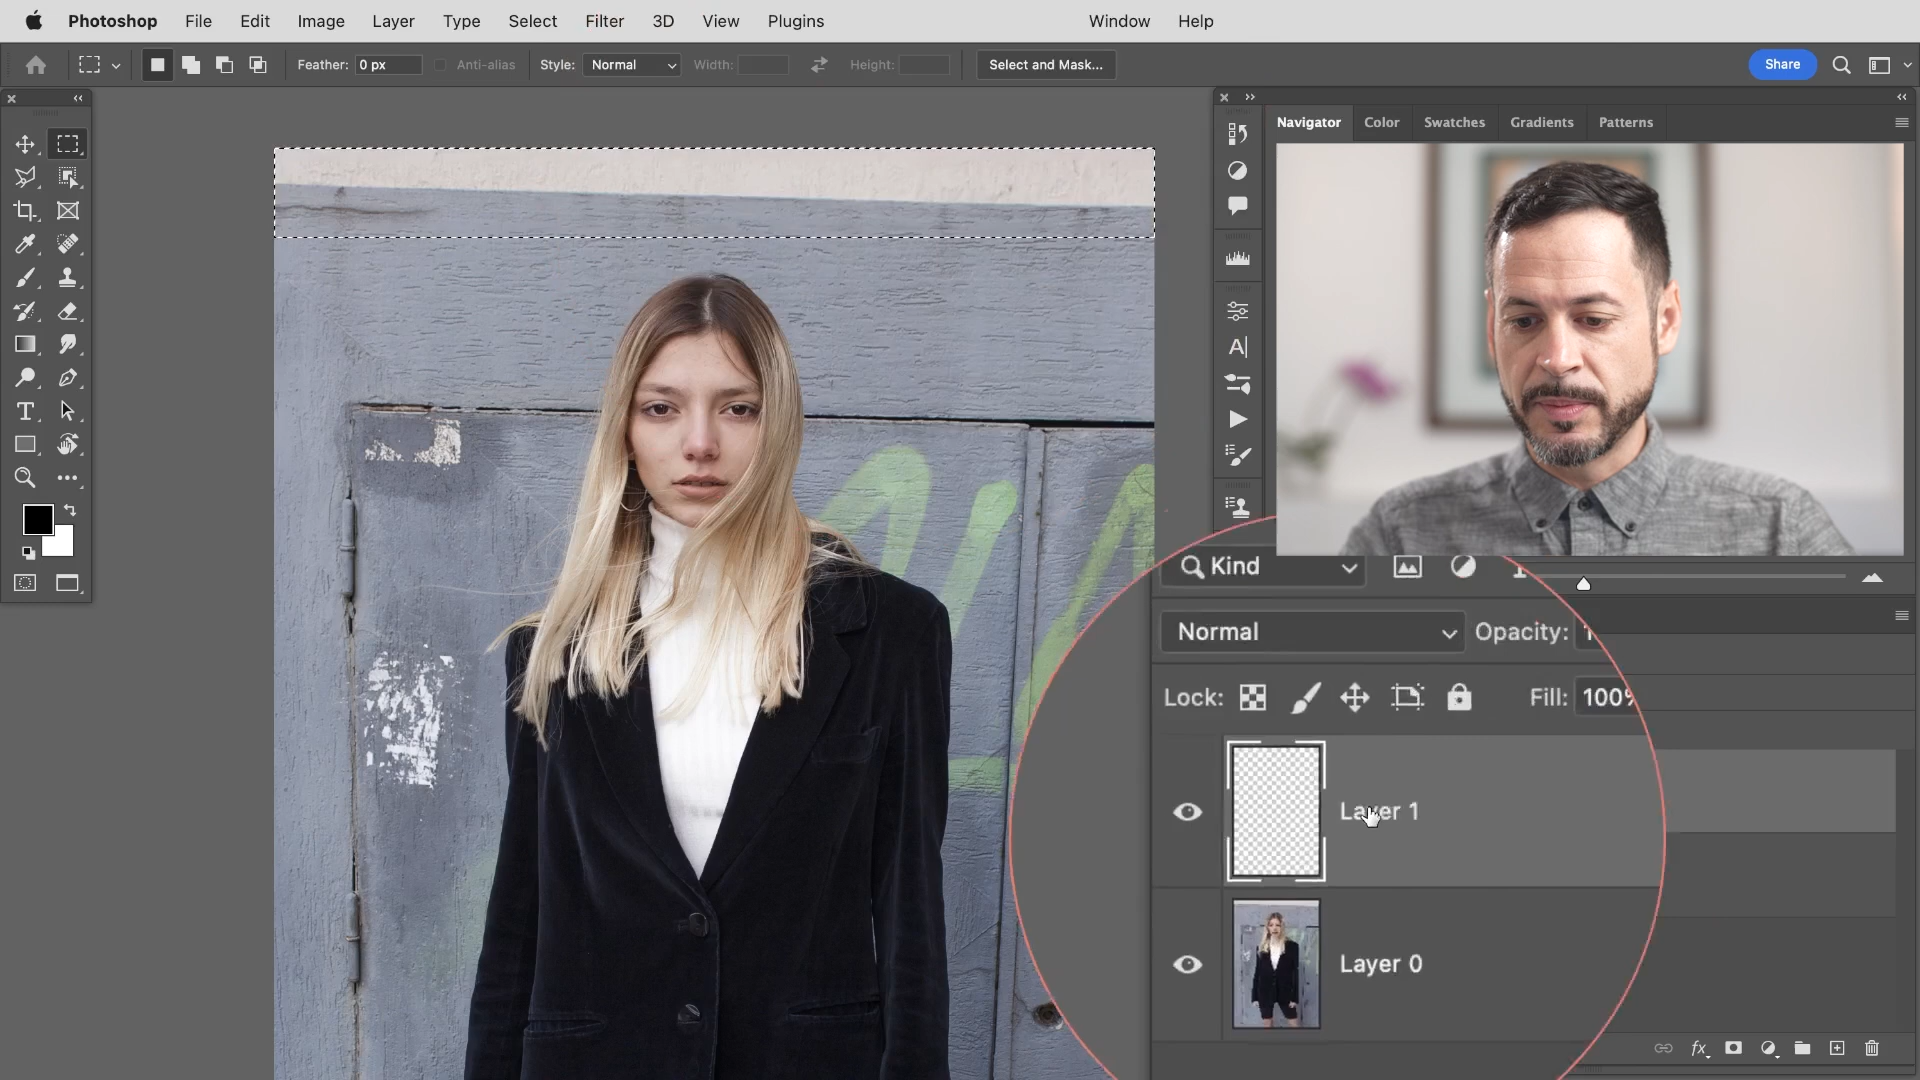 Photoshop File Edit Image Layer Type Select Filter 3D View Plugins Window Help
Feather: 0 px Anti-alias Style: Normal Width: Height: Select and Mask... Share
Navigator Color Swatches Gradients Patterns
Kind
Normal Opacity:
Lock: Fill: 100%
Layer 1
Layer 0
fx